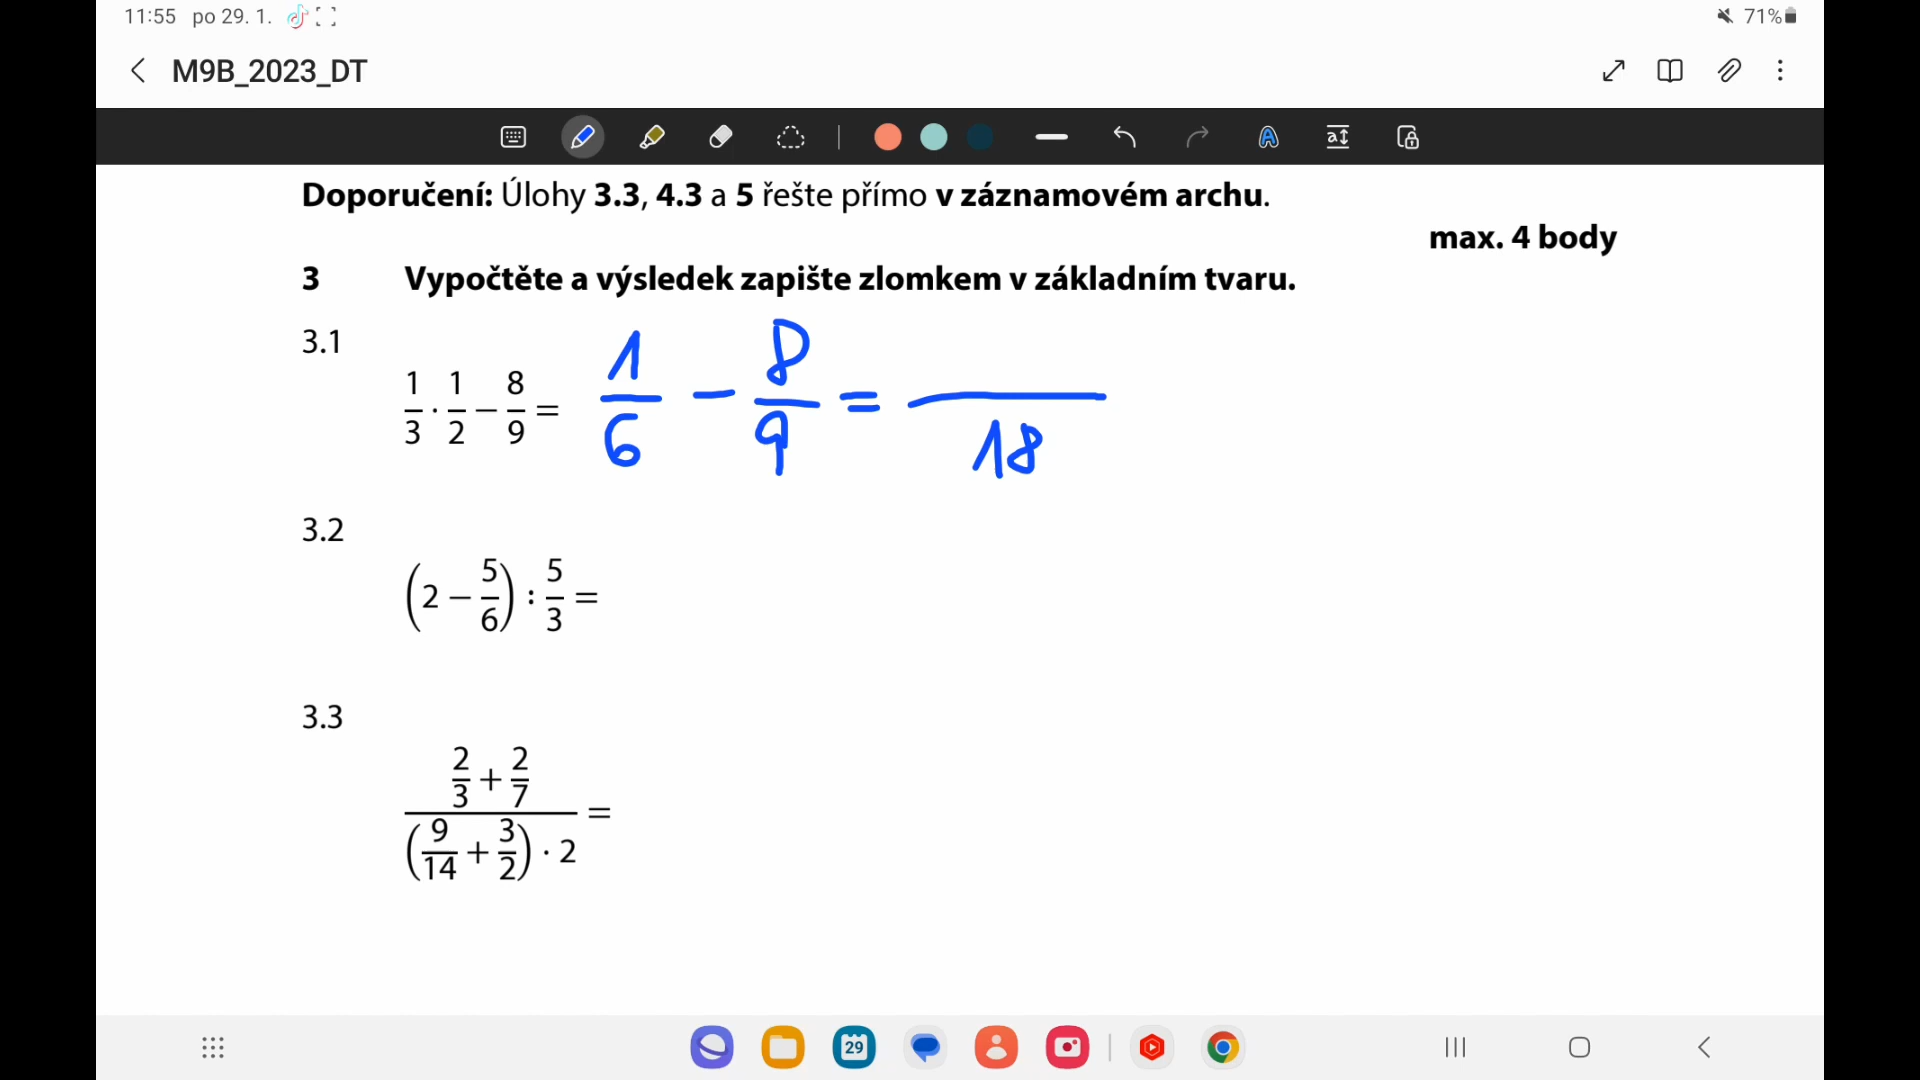 11:55 po 29. 1. 71%
M9B_2023_DT
Doporučení: Úlohy 3.3, 4.3 a 5 řešte přímo v záznamovém archu.
max. 4 body
3 Vypočtěte a výsledek zapište zlomkem v základním tvaru.
3.1
1/3 · 1/2 − 8/9 = 1/6 − 8/9 = /18
3.2
(2 − 5/6) : 5/3 =
3.3
2/3 + 2/7
(9/14 + 3/2) · 2 =
29